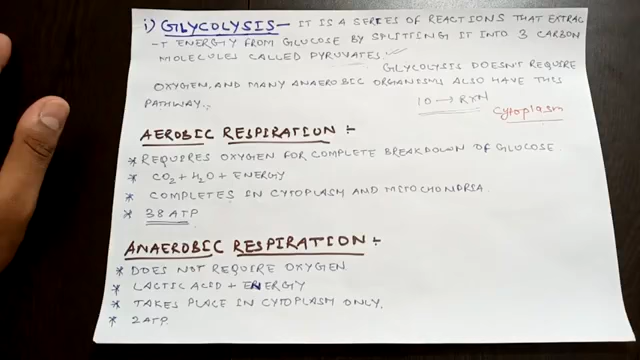 i) GLYCOLYSIS - IT IS A SERIES OF REACTIONS THAT EXTRAC
-T ENERGY FROM GLUCOSE BY SPLITING IT INTO 3 CARBON
MOLECULES CALLED PYRUVATES.
GLYCOLYSIS DOESN'T REQUIRE
OXYGEN, AND MANY ANAEROBIC ORGANISMS ALSO HAVE THIS
PATHWAY.
10 → RXN
Cytoplasm
AEROBIC RESPIRATION :-
* REQUIRES OXYGEN FOR COMPLETE BREAKDOWN OF GLUCOSE.
* CO2 + H2O + ENERGY
* COMPLETES IN CYTOPLASM AND MITOCHONDRIA.
* 38 ATP
ANAEROBIC RESPIRATION :-
* DOES NOT REQUIRE OXYGEN
* LACTIC ACID + ENERGY
* TAKES PLACE IN CYTOPLASM ONLY.
* 2 ATP